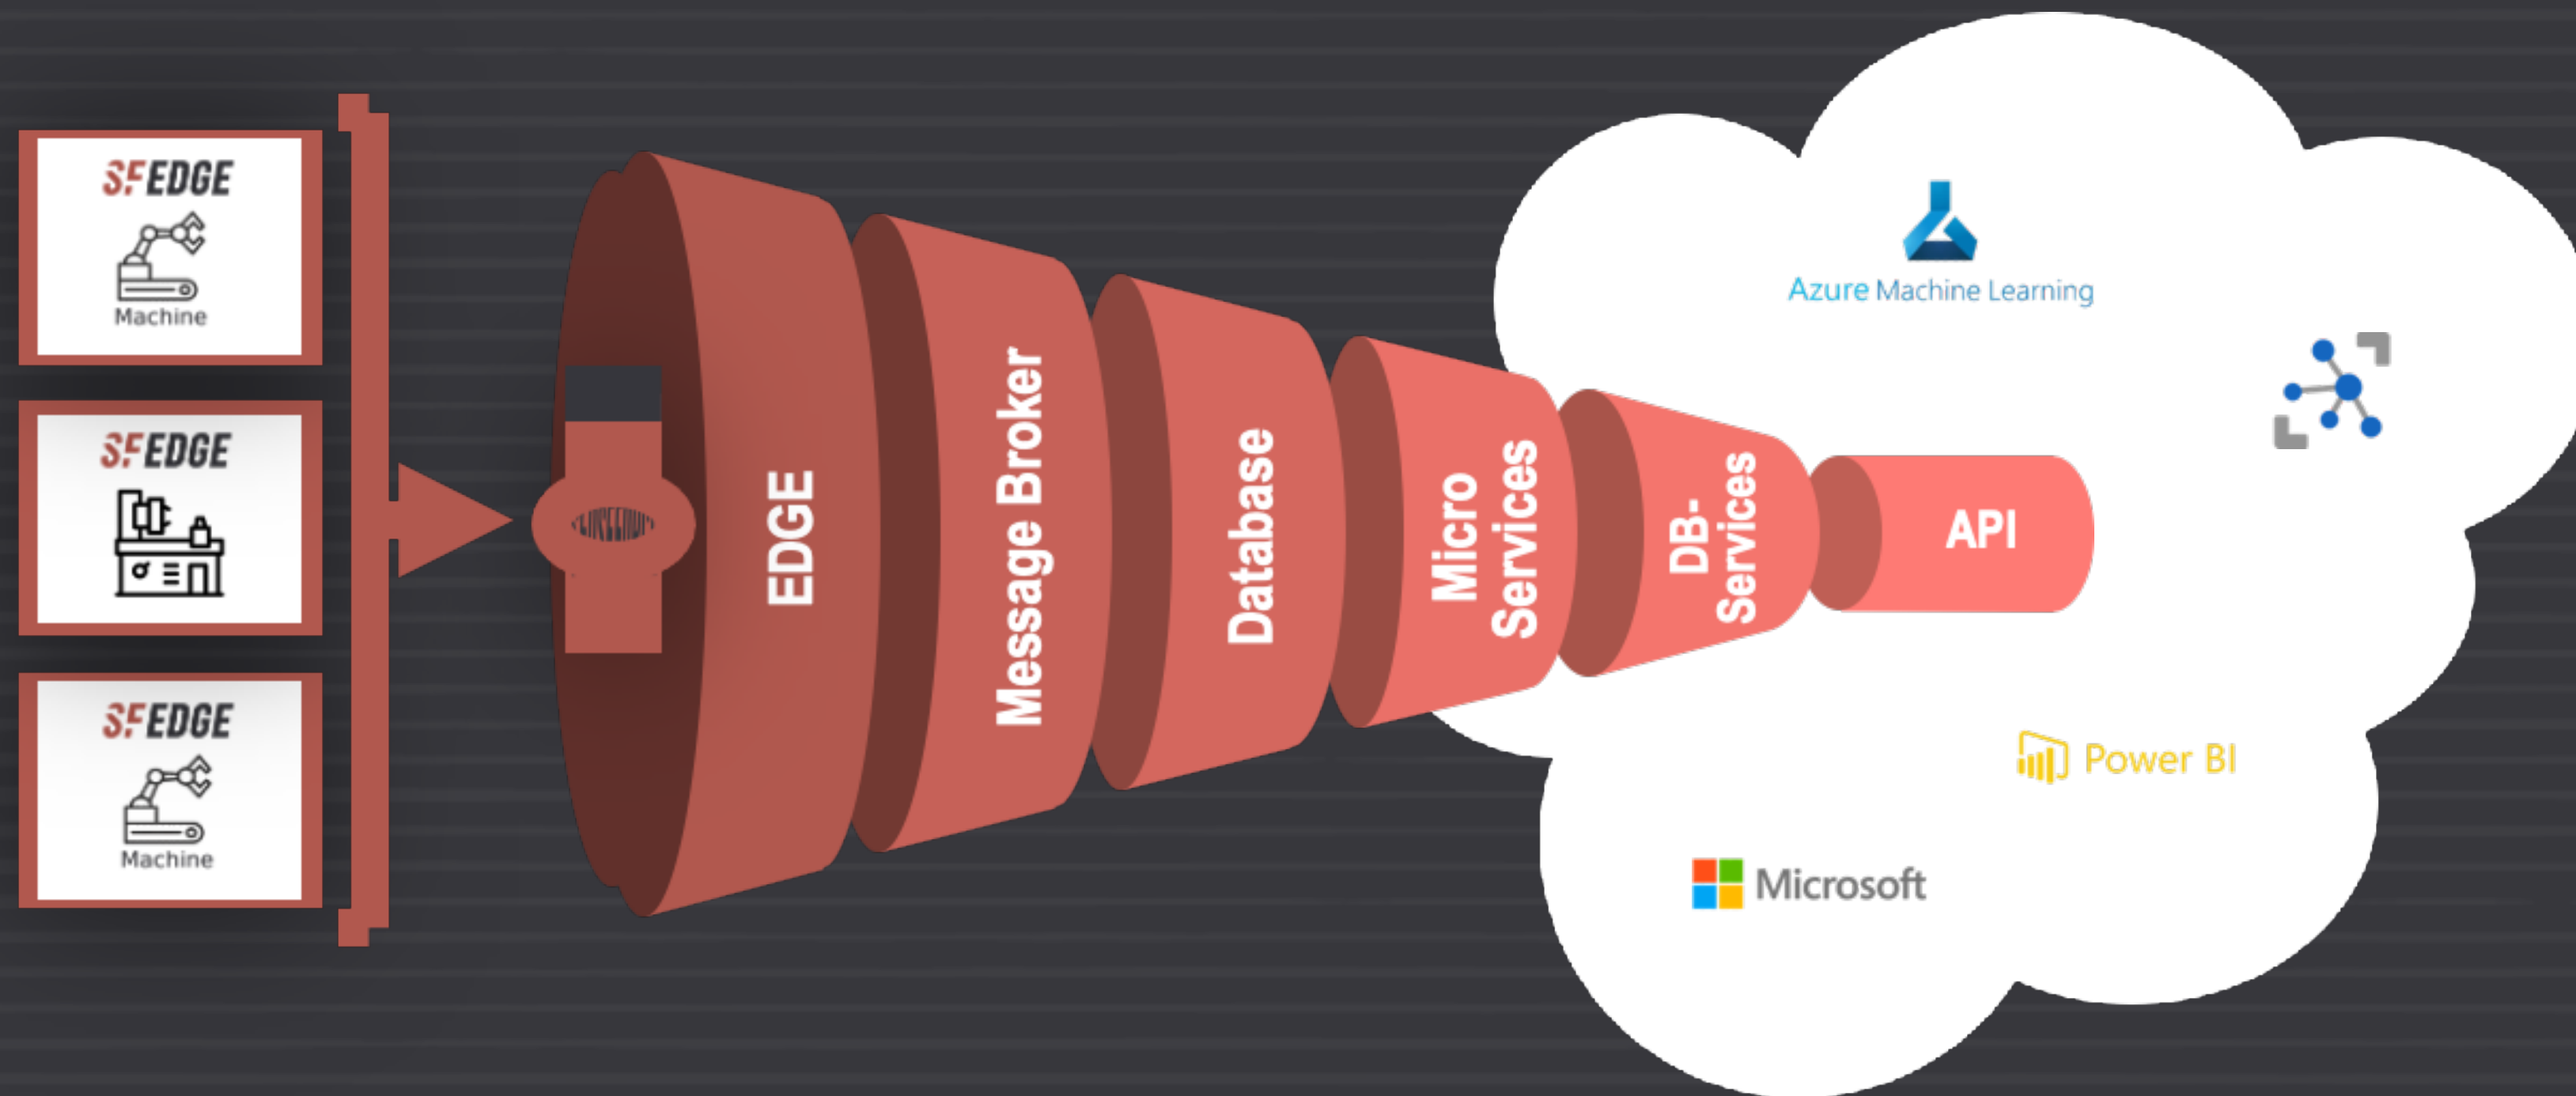 SFEDGE
Machine
SFEDGE
SFEDGE
Machine
EDGE
Message Broker
Database
Micro
Services
DB-
Services
API
Azure Machine Learning
Power BI
Microsoft